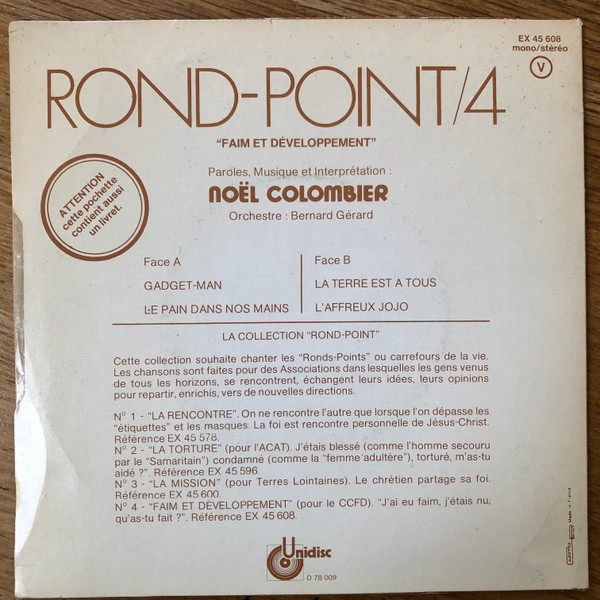 EX 45 608
mono/stéréo
V
ROND-POINT/4
"FAIM ET DÉVELOPPEMENT"
Paroles, Musique et Interprétation :
NOËL COLOMBIER
Orchestre : Bernard Gérard
ATTENTION
cette pochette
contient aussi
un livret.
Face A
GADGET-MAN
LE PAIN DANS NOS MAINS
Face B
LA TERRE EST A TOUS
L'AFFREUX JOJO
LA COLLECTION "ROND-POINT"
Cette collection souhaite chanter les "Ronds-Points" ou carrefours de la vie.
Les chansons sont faites pour des Associations dans lesquelles les gens venus
de tous les horizons, se rencontrent, échangent leurs idées, leurs opinions
pour repartir, enrichis, vers de nouvelles directions.
N° 1 - "LA RENCONTRE". On ne rencontre l'autre que lorsque l'on dépasse les
"étiquettes" et les masques. La foi est rencontre personnelle de Jésus-Christ.
Référence EX 45 578.
N° 2 - "LA TORTURE" (pour l'ACAT). J'étais blessé (comme l'homme secouru
par le "Samaritain") condamné (comme la "femme adultère"), torturé, m'as-tu
aidé ?". Référence EX 45 596.
N° 3 - "LA MISSION" (pour Terres Lointaines). Le chrétien partage sa foi.
Référence EX 45 600.
N° 4 - "FAIM ET DÉVELOPPEMENT" (pour le CCFD). "J'ai eu faim, j'étais nu,
qu'as-tu fait ?". Référence EX 45 608.
Unidisc
D 78 009